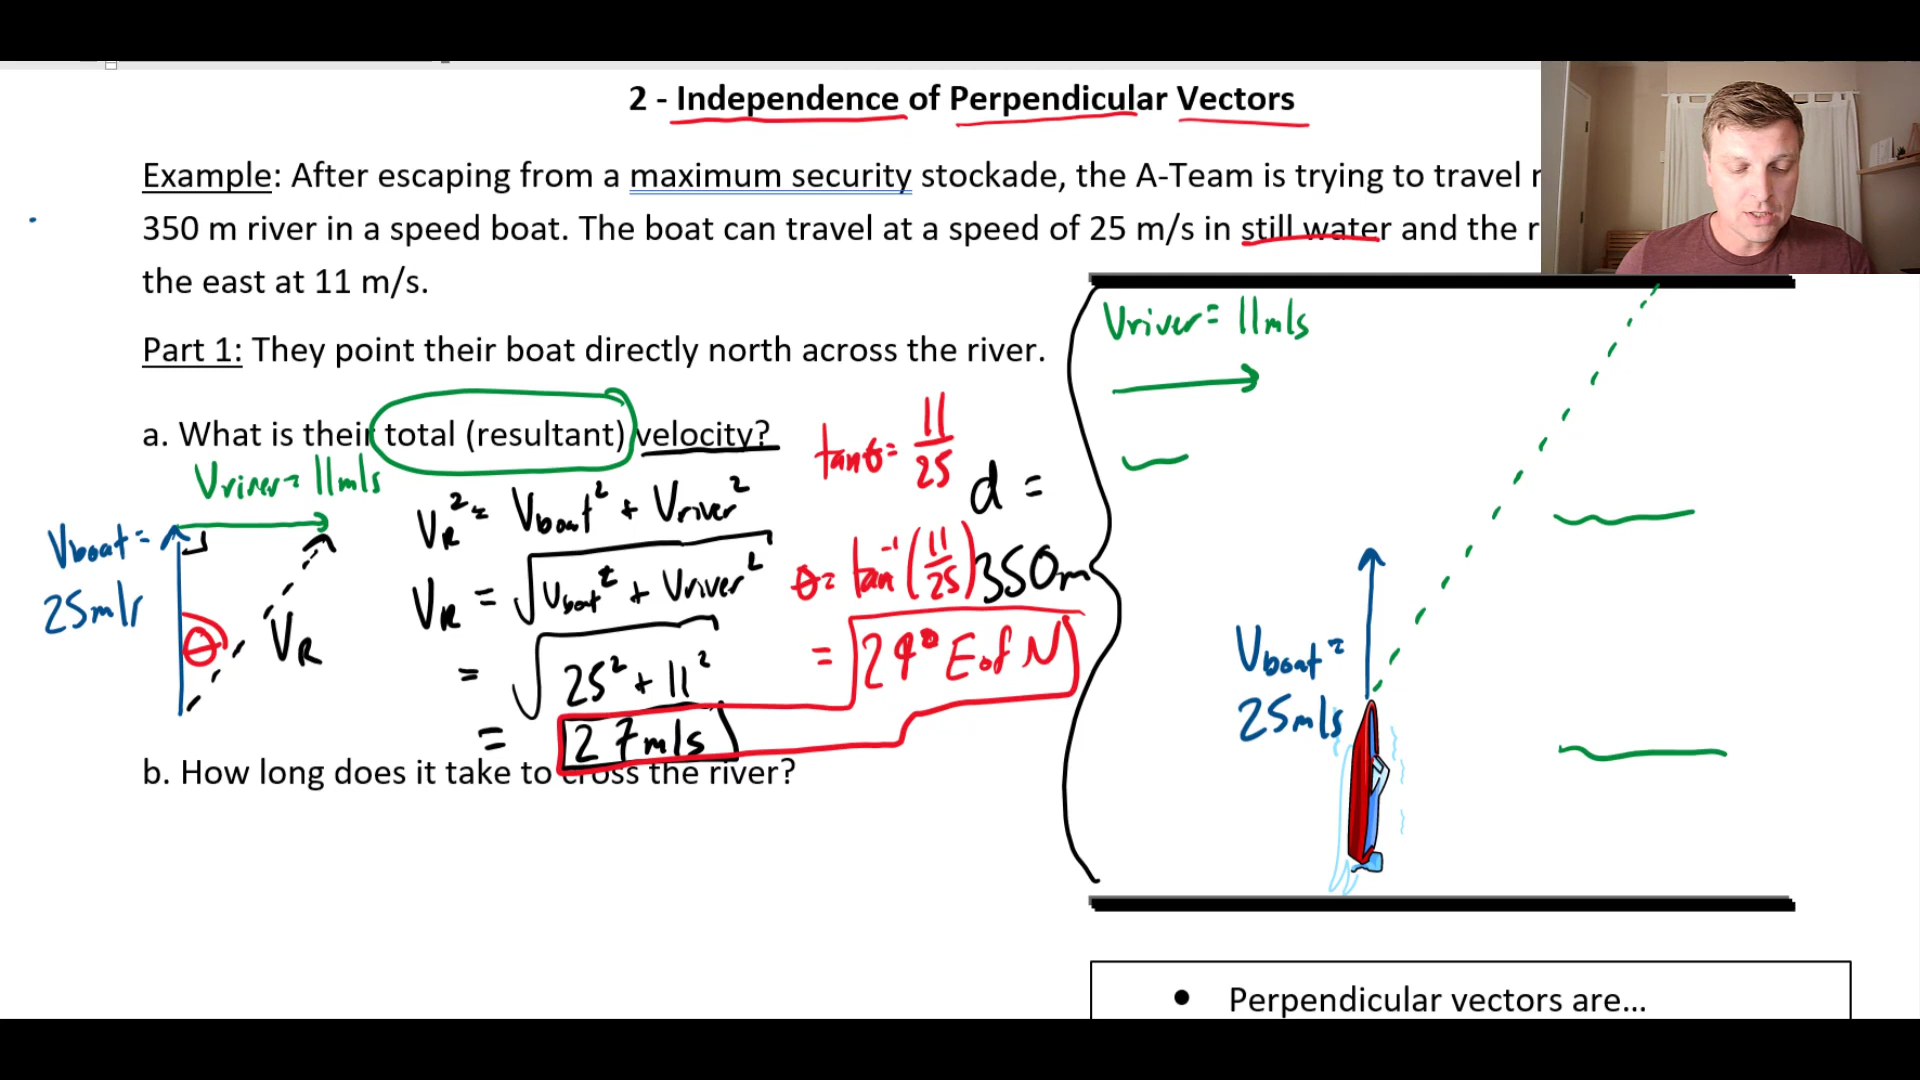 2 - Independence of Perpendicular Vectors
Example: After escaping from a maximum security stockade, the A-Team is trying to travel
350 m river in a speed boat. The boat can travel at a speed of 25 m/s in still water and the
the east at 11 m/s.
Part 1: They point their boat directly north across the river.
a. What is their total (resultant) velocity?
Vriver = 11m/s
Vboat =
25m/s
θ
VR
VR² = Vboat² + Vriver²
VR = √Vboat² + Vriver²
= √25² + 11²
= 27m/s
tanθ = 11/25
θ = tan⁻¹(11/25)
= 24° E of N
d =
350m
b. How long does it take to cross the river?
Vriver = 11m/s
Vboat =
25m/s
• Perpendicular vectors are...